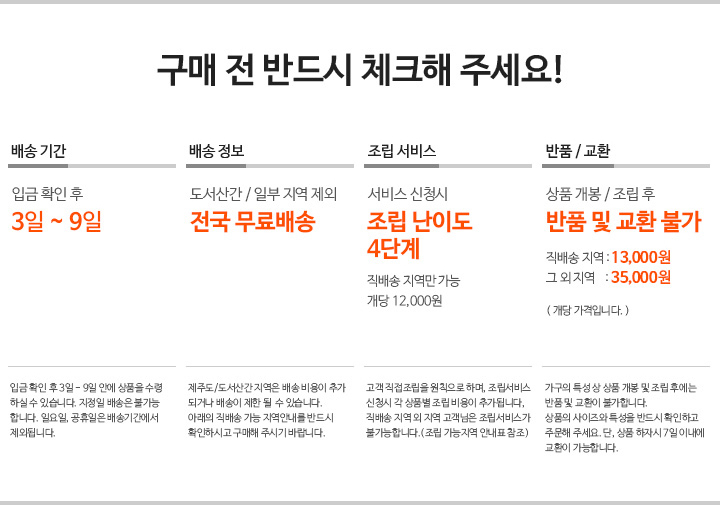 구매 전 반드시 체크해 주세요!
배송 기간
입금 확인 후
3일 ~ 9일
입금 확인 후 3일 - 9일 안에 상품을 수령
하실 수 있습니다. 지정일 배송은 불가능
합니다. 일요일, 공휴일은 배송기간에서
제외됩니다.
배송 정보
도서산간 / 일부 지역 제외
전국 무료배송
제주도/도서산간 지역은 배송 비용이 추가
되거나 배송이 제한 될 수 있습니다.
아래의 직배송 가능 지역안내를 반드시
확인하시고 구매해 주시기 바랍니다.
조립 서비스
서비스 신청시
조립 난이도
4단계
직배송 지역만 가능
개당 12,000원
고객 직접조립을 원칙으로 하며, 조립서비스
신청시 각 상품별 조립 비용이 추가 됩니다,
직배송 지역 외 지역 고객님은 조립서비스가
불가능합니다.(조립 가능지역 안내표 참조)
반품 / 교환
상품 개봉 / 조립 후
반품 및 교환 불가
직배송 지역 : 13,000원
그 외 지역 : 35,000원
( 개당 가격입니다. )
가구의 특성 상 상품 개봉 및 조립 후에는
반품 및 교환이 불가합니다.
상품의 사이즈와 특성을 반드시 확인하고
주문해 주세요. 단, 상품 하자시 7일 이내에
교환이 가능합니다.